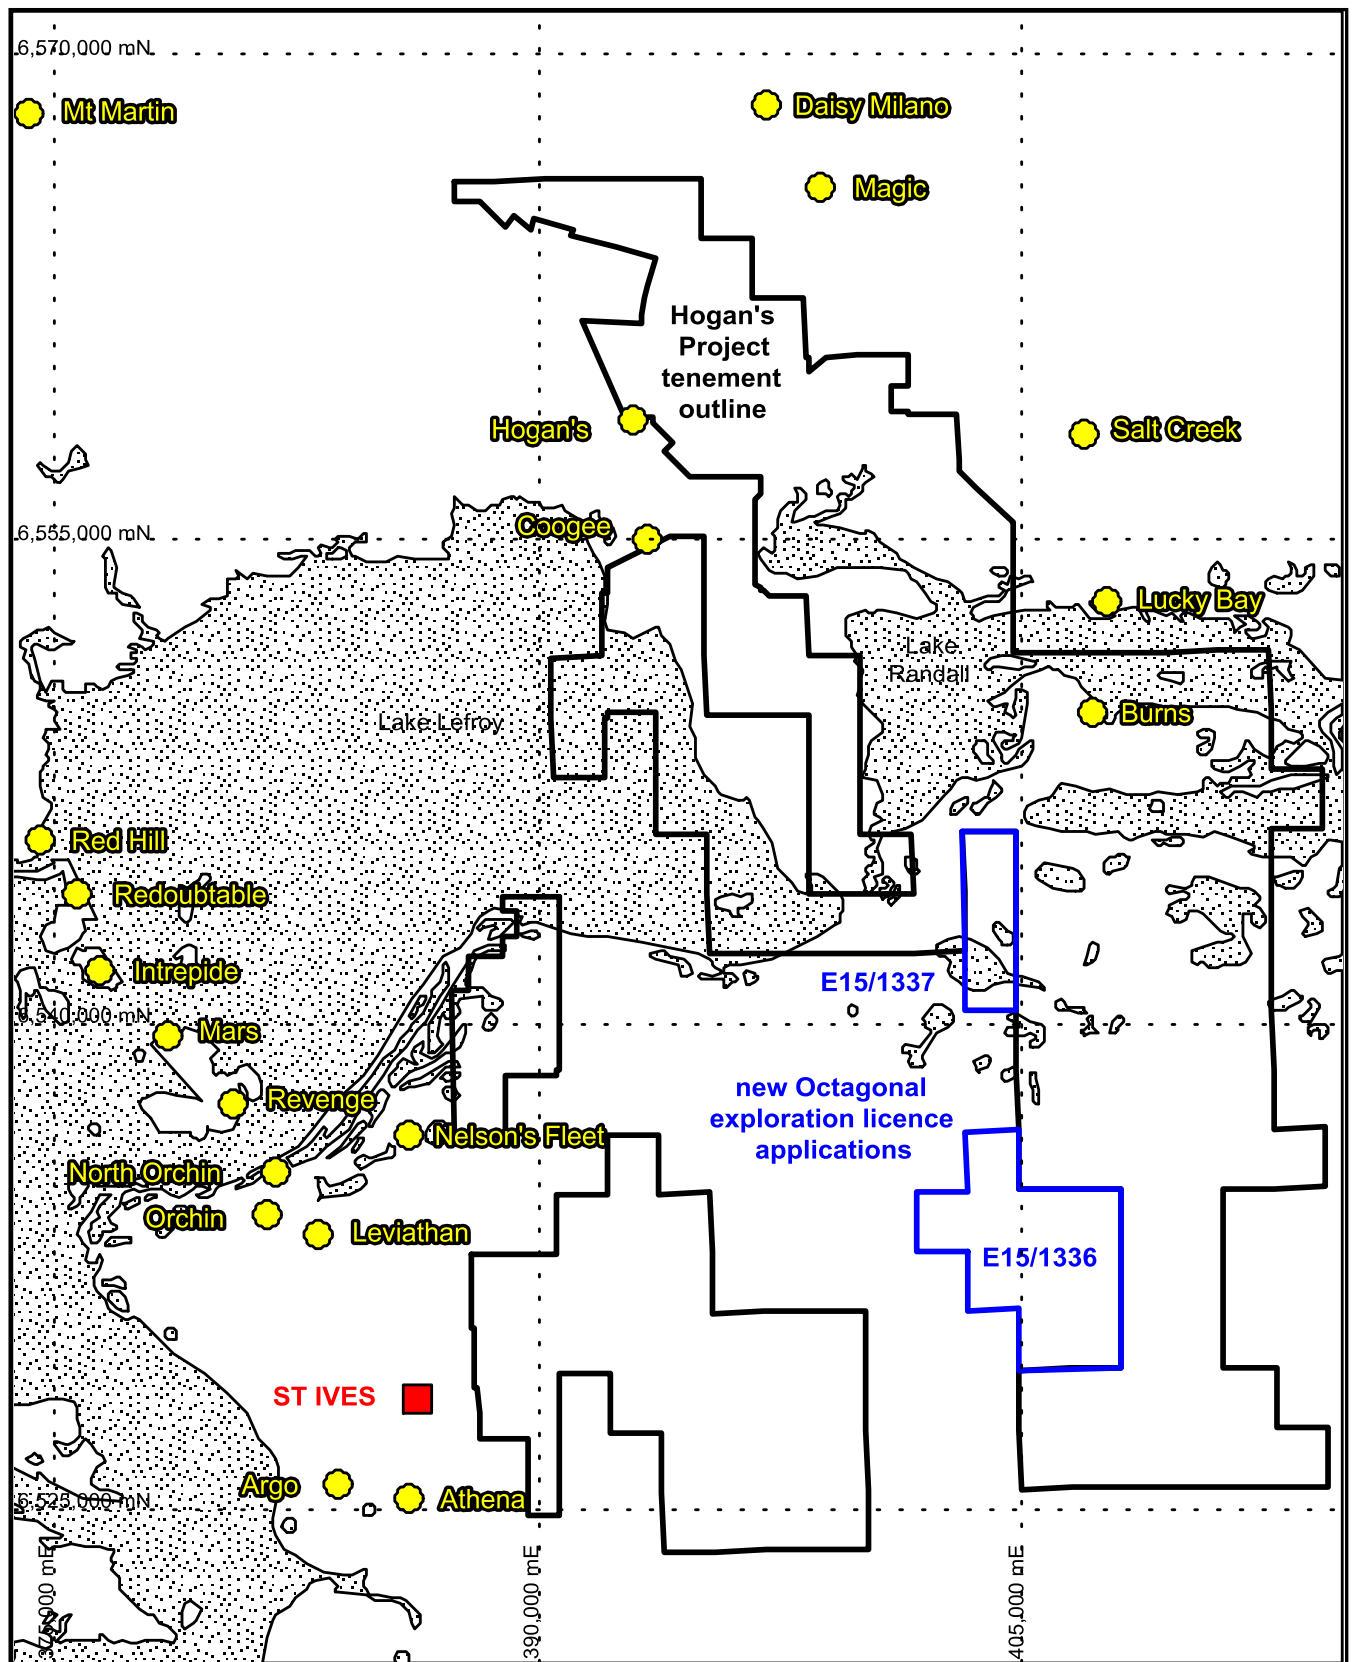 6,570,000 mN
Mt Martin
Daisy Milano
Magic
Hogan's
Project
tenement
outline
Hogan's
Salt Creek
Coogee
6,555,000 mN
Lucky Bay
Lake
Randall
Lake Lefroy
Burns
Red Hill
Redoubtable
Intrepide
E15/1337
6,540,000 mN
Mars
Revenge
new Octagonal
exploration licence
applications
Nelson's Fleet
North Orchin
Orchin
Leviathan
E15/1336
ST IVES
Argo
Athena
6,525,000 mN
375,000 mE
390,000 mE
405,000 mE